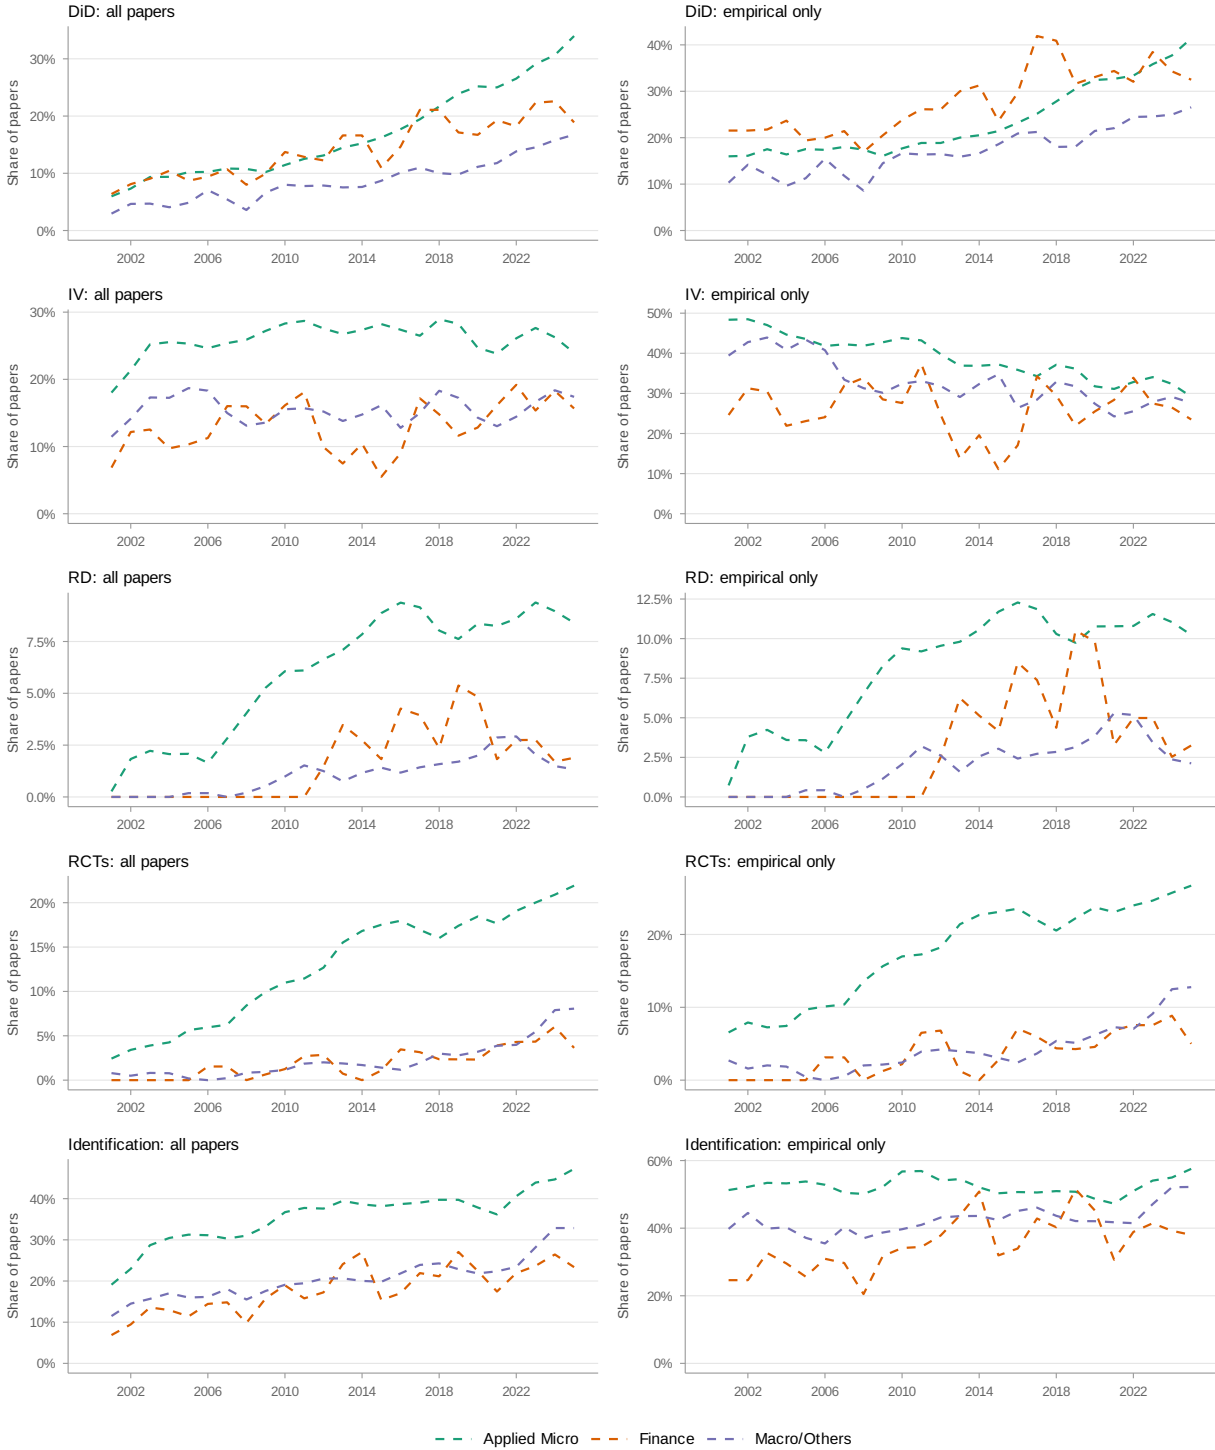 DiD: all papers
DiD: empirical only
Share of papers
30%
20%
10%
0%
2002 2006 2010 2014 2018 2022
Share of papers
40%
30%
20%
10%
0%
2002 2006 2010 2014 2018 2022
IV: all papers
IV: empirical only
Share of papers
30%
20%
10%
0%
2002 2006 2010 2014 2018 2022
Share of papers
50%
40%
30%
20%
10%
0%
2002 2006 2010 2014 2018 2022
RD: all papers
RD: empirical only
Share of papers
7.5%
5.0%
2.5%
0.0%
2002 2006 2010 2014 2018 2022
Share of papers
12.5%
10.0%
7.5%
5.0%
2.5%
0.0%
2002 2006 2010 2014 2018 2022
RCTs: all papers
RCTs: empirical only
Share of papers
20%
15%
10%
5%
0%
2002 2006 2010 2014 2018 2022
Share of papers
20%
10%
0%
2002 2006 2010 2014 2018 2022
Identification: all papers
Identification: empirical only
Share of papers
40%
30%
20%
10%
0%
2002 2006 2010 2014 2018 2022
Share of papers
60%
40%
20%
0%
2002 2006 2010 2014 2018 2022
Applied Micro Finance Macro/Others